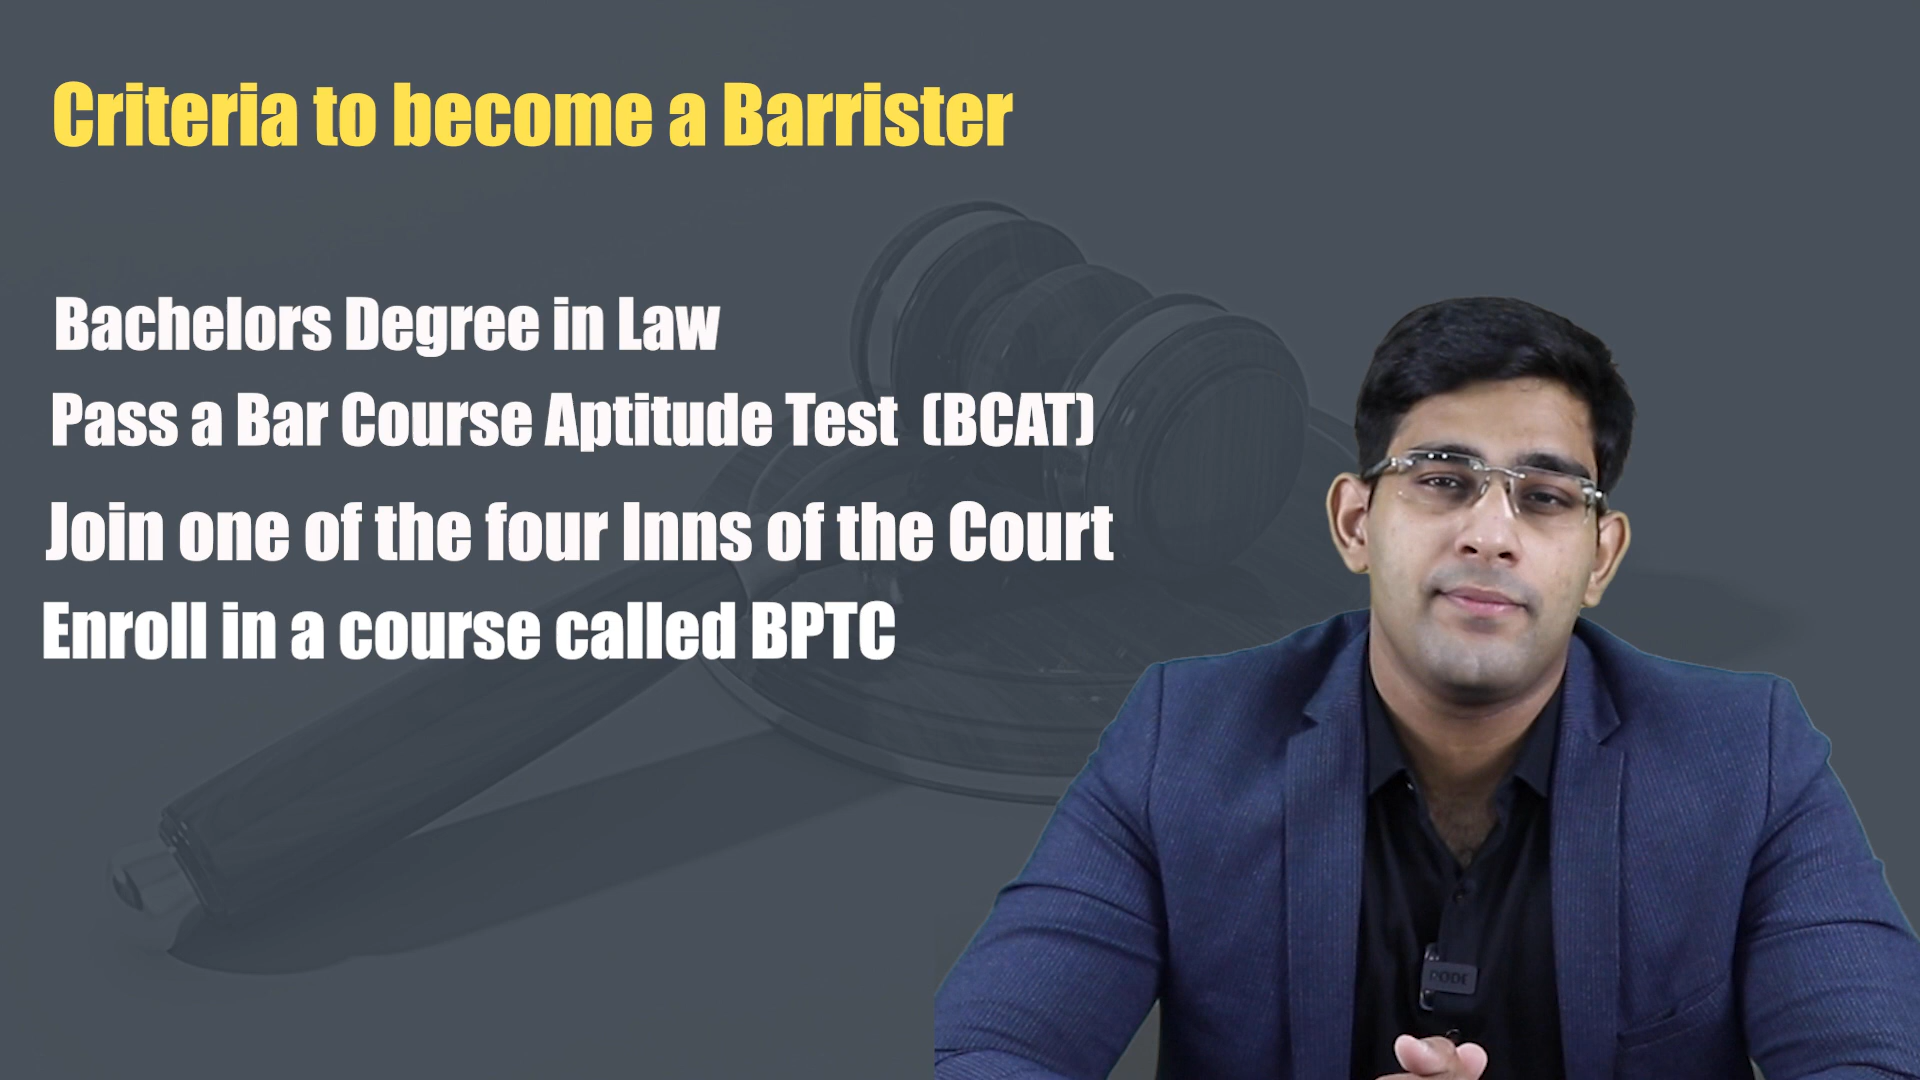 Criteria to become a Barrister
Bachelors Degree in Law
Pass a Bar Course Aptitude Test (BCAT)
Join one of the four Inns of the Court
Enroll in a course called BPTC
RODE